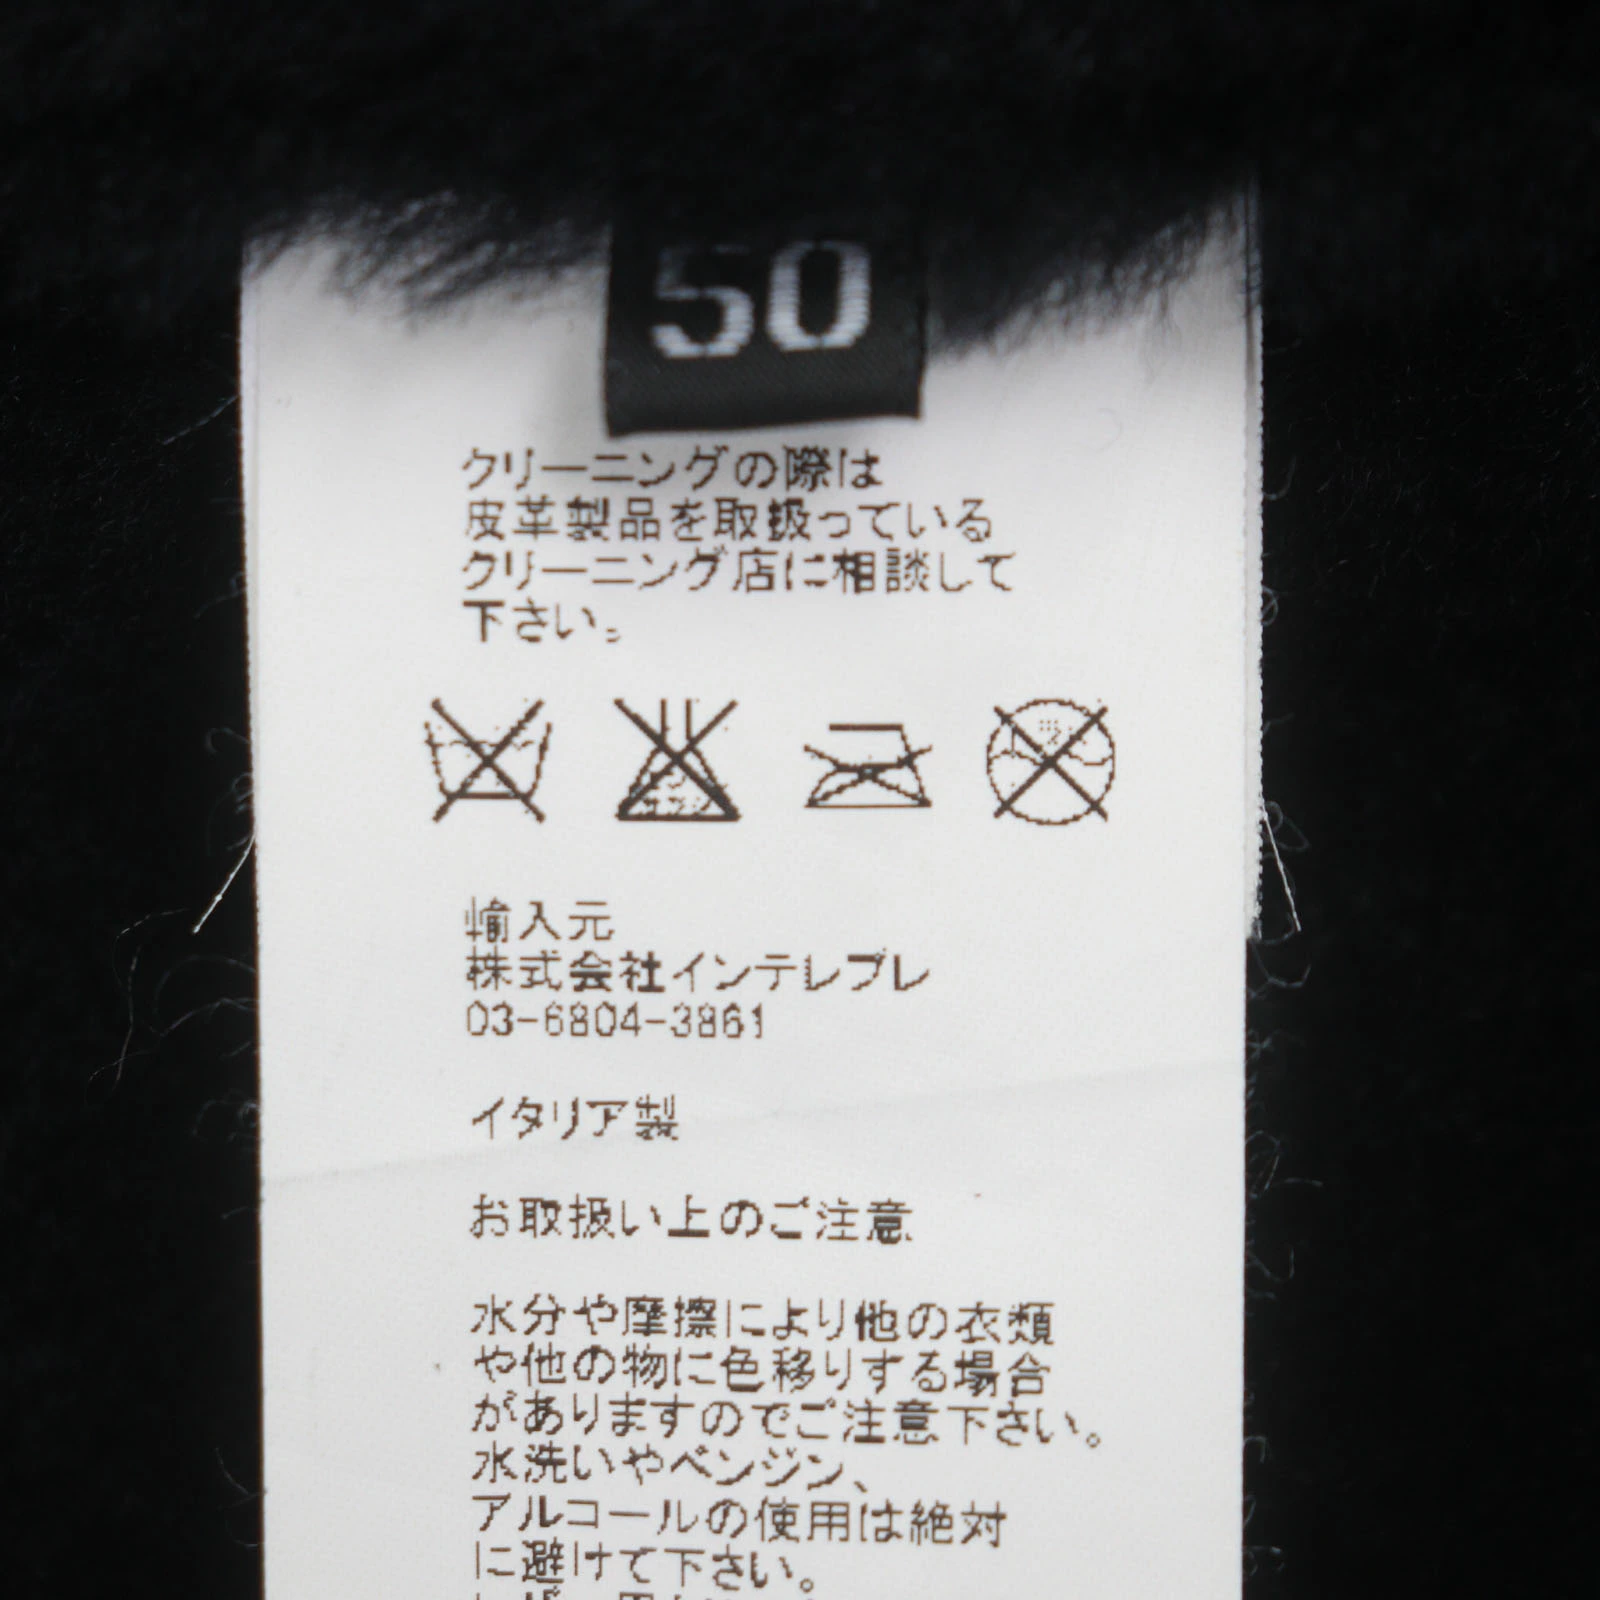 50
クリーニングの際は
皮革製品を取扱っている
クリーニング店に相談して
下さい。
輸入元
株式会社インテレプレ
03-6804-3861
イタリア製
お取扱い上のご注意
水分や摩擦により他の衣類
や他の物に色移りする場合
がありますのでご注意下さい。
水洗いやベンジン、
アルコールの使用は絶対
に避けて下さい。